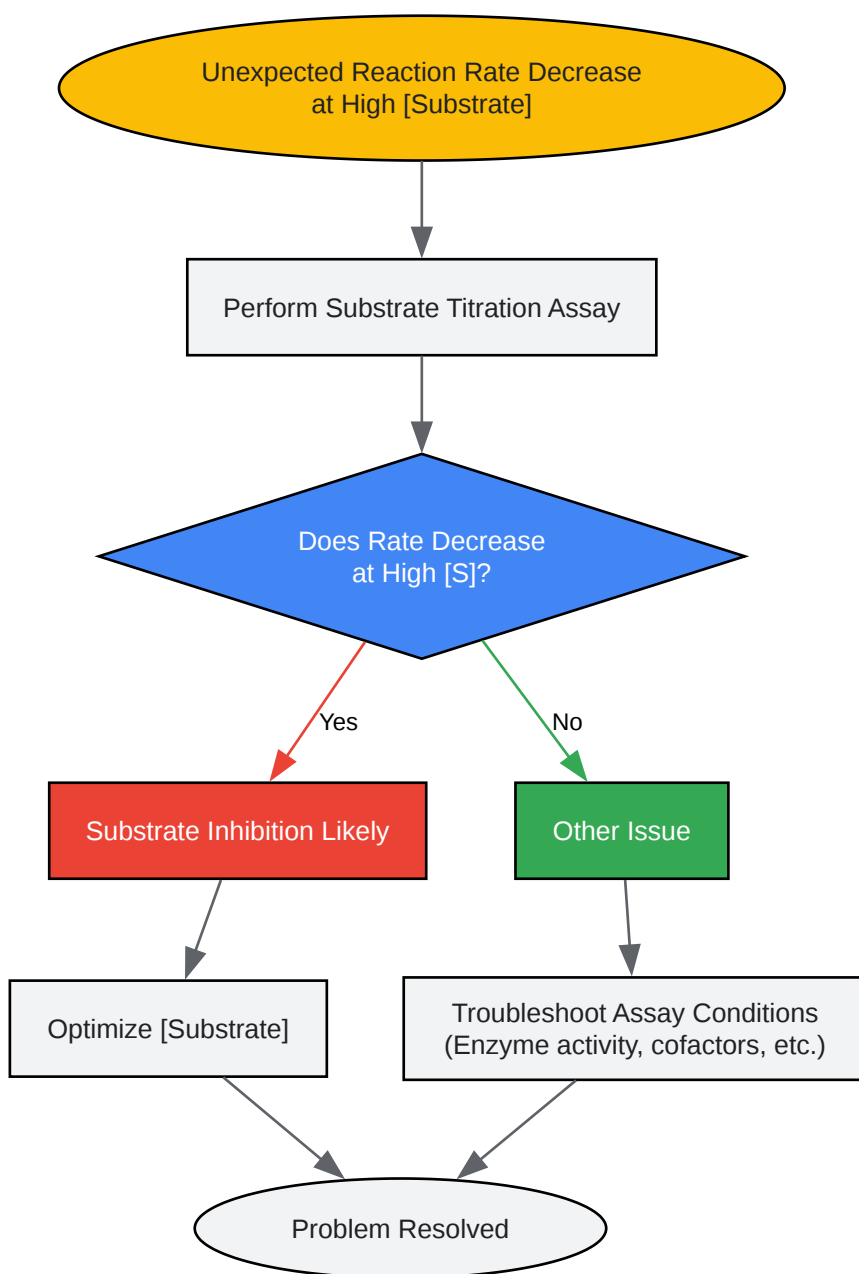 Unexpected Reaction Rate Decrease
at High [Substrate]
Perform Substrate Titration Assay
Does Rate Decrease
at High [S]?
Yes
No
Substrate Inhibition Likely
Other Issue
Optimize [Substrate]
Troubleshoot Assay Conditions
(Enzyme activity, cofactors, etc.)
Problem Resolved